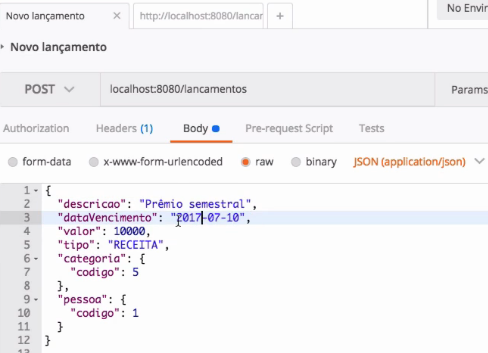 Novo lançamento
http://localhost:8080/lancar
No Envir
Novo lançamento
POST localhost:8080/lancamentos Params
Authorization Headers (1) Body Pre-request Script Tests
form-data x-www-form-urlencoded raw binary JSON (application/json)
1 {
2 "descricao": "Prêmio semestral",
3 "dataVencimento": "2017-07-10",
4 "valor": 10000,
5 "tipo": "RECEITA",
6 "categoria": {
7 "codigo": 5
8 },
9 "pessoa": {
10 "codigo": 1
11 }
12 }